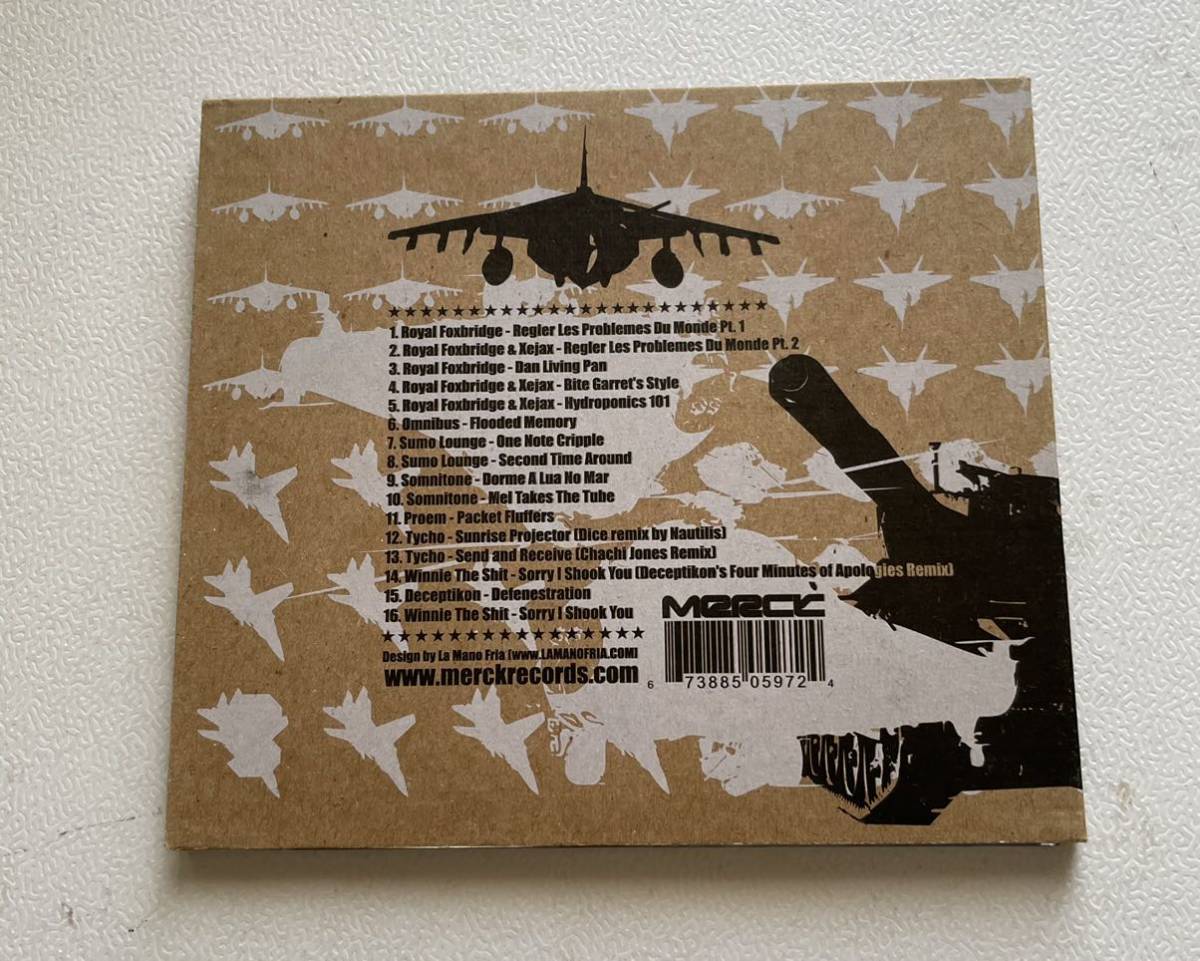 1. Royal Foxbridge - Regler Les Problemes Du Monde Pt. 1
2. Royal Foxbridge & Xejax - Regler Les Problemes Du Monde Pt. 2
3. Royal Foxbridge - Dan Living Pan
4. Royal Foxbridge & Xejax - Bite Garret's Style
5. Royal Foxbridge & Xejax - Hydroponics 101
6. Omnibus - Flooded Memory
7. Sumo Lounge - One Note Cripple
8. Sumo Lounge - Second Time Around
9. Somnitone - Dorme A Lua No Mar
10. Somnitone - Mel Takes The Tube
11. Proem - Packet Fluffers
12. Tycho - Sunrise Projector (Dice remix by Nautilis)
13. Tycho - Send and Receive (Chachi Jones Remix)
14. Winnie The Shit - Sorry I Shook You (Deceptikon's Four Minutes of Apologies Remix)
15. Deceptikon - Defenestration
16. Winnie The Shit - Sorry I Shook You
MERCK
Design by La Mano Fria (www.LAMANOFRIA.COM)
www.merckrecords.com
6 73885 05972 4